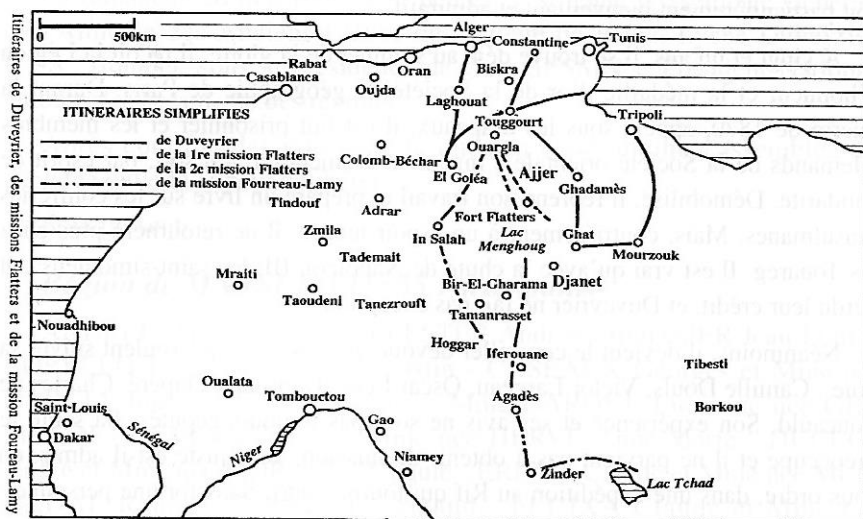 Itinéraires de Duveyrier, des missions Flatters et de la mission Foureau-Lamy
0 500km
Alger
Constantine
Tunis
Rabat
Oran
Biskra
Casablanca
Oujda
Laghouat
ITINERAIRES SIMPLIFIES
Touggourt
Tripoli
de Duveyrier
Ouargla
de la 1re mission Flatters
Colomb-Béchar
de la 2e mission Flatters
El Goléa
Ajjer
de la mission Fourreau-Lamy
Ghadamès
Tindouf
Adrar
Fort Flatters
Zmila
In Salah
Lac
Menghoug
Ghat
Mourzouk
Tademait
Mraiti
Djanet
Bir-El-Gharama
Taoudeni
Tanezrouft
Tamanrasset
Nouadhibou
Hoggar
Iferouane
Tibesti
Oualata
Tombouctou
Agadès
Borkou
Saint-Louis
Gao
Dakar
Sénégal
Niger
Niamey
Zinder
Lac Tchad